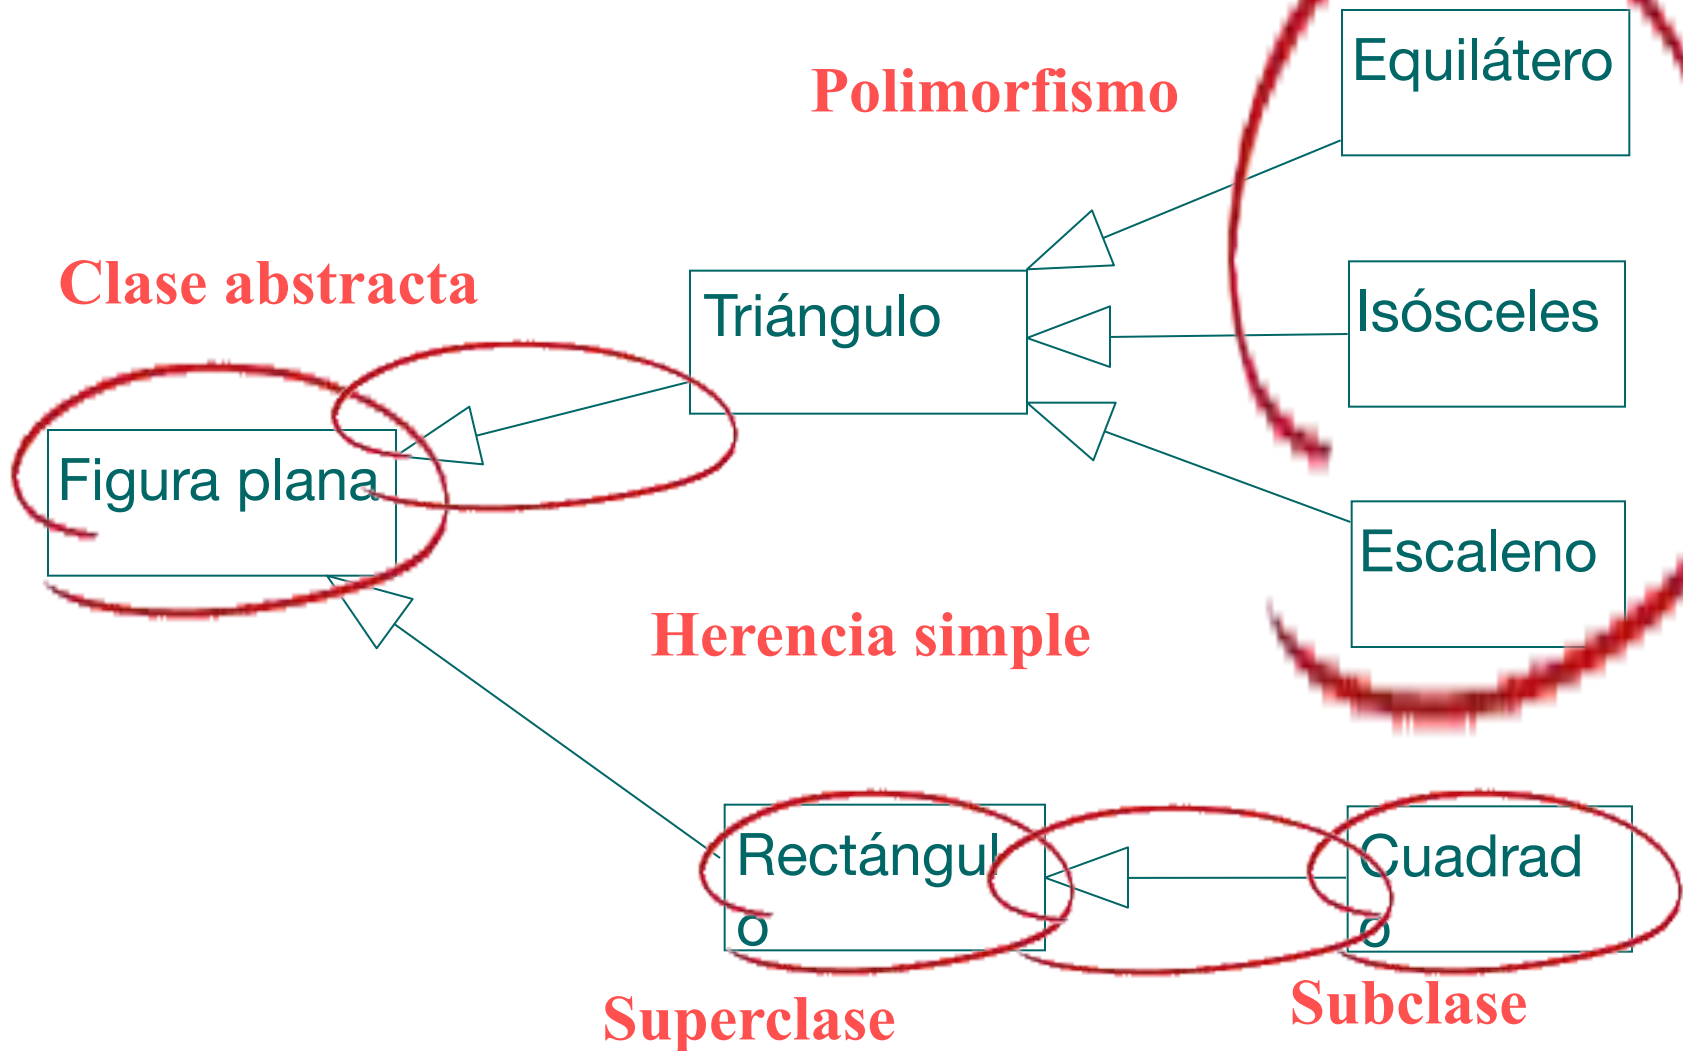 Equilátero
Polimorfismo
Clase abstracta
Triángulo
Isósceles
Figura plana
Escaleno
Herencia simple
Rectángul
o
Cuadrad
o
Superclase
Subclase